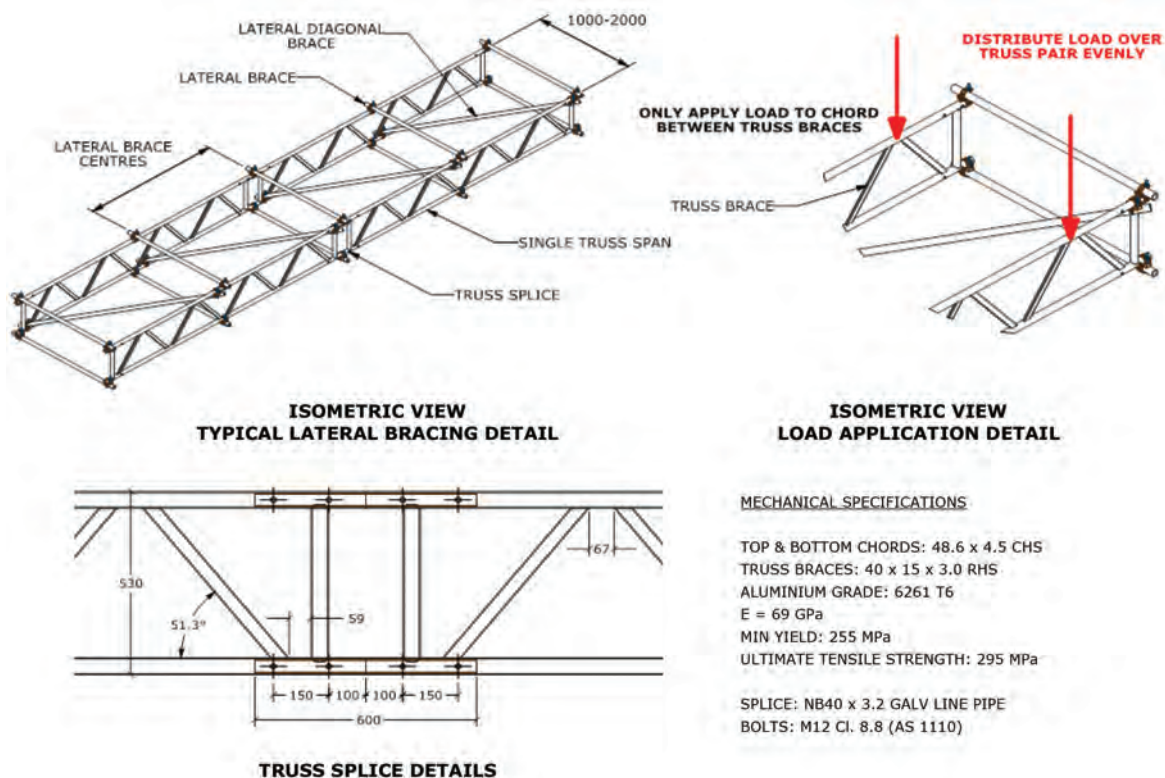 1000-2000
LATERAL DIAGONAL
BRACE
LATERAL BRACE
LATERAL BRACE
CENTRES
SINGLE TRUSS SPAN
TRUSS SPLICE
ISOMETRIC VIEW
TYPICAL LATERAL BRACING DETAIL
DISTRIBUTE LOAD OVER
TRUSS PAIR EVENLY
ONLY APPLY LOAD TO CHORD
BETWEEN TRUSS BRACES
TRUSS BRACE
ISOMETRIC VIEW
LOAD APPLICATION DETAIL
530
51.3°
59
67
150
100
100
150
600
TRUSS SPLICE DETAILS
MECHANICAL SPECIFICATIONS
TOP & BOTTOM CHORDS: 48.6 x 4.5 CHS
TRUSS BRACES: 40 x 15 x 3.0 RHS
ALUMINIUM GRADE: 6261 T6
E = 69 GPa
MIN YIELD: 255 MPa
ULTIMATE TENSILE STRENGTH: 295 MPa
SPLICE: NB40 x 3.2 GALV LINE PIPE
BOLTS: M12 Cl. 8.8 (AS 1110)